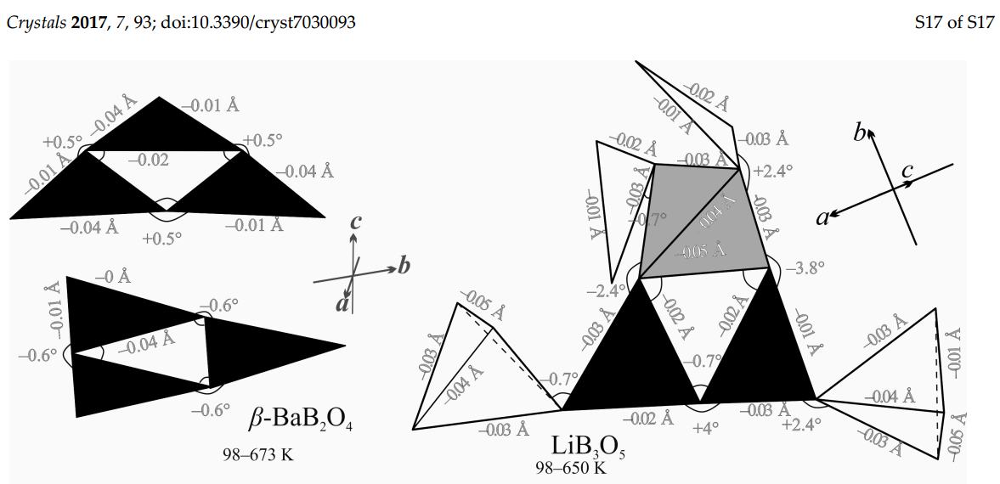 Crystals 2017, 7, 93; doi:10.3390/cryst7030093
S17 of S17
–0.04 Å
–0.01 Å
+0.5°
+0.5°
–0.02
–0.01 Å
–0.04 Å
–0.04 Å
–0.01 Å
+0.5°
c
b
a
–0 Å
–0.01 Å
–0.6°
–0.04 Å
–0.6°
–0.6°
β-BaB₂O₄
98–673 K
–0.02 Å
–0.01 Å
–0.03 Å
–0.02 Å
–0.03 Å
+2.4°
–0.03 Å
–0.01 Å
–0.7°
–0.04 Å
–0.03 Å
–0.05 Å
–3.8°
–2.4°
b
c
a
–0.05 Å
–0.03 Å
–0.02 Å
–0.02 Å
–0.01 Å
–0.03 Å
–0.04 Å
–0.7°
–0.7°
–0.03 Å
–0.01 Å
–0.04 Å
–0.03 Å
–0.02 Å
–0.03 Å
+4°
+2.4°
–0.03 Å
–0.05 Å
LiB₃O₅
98–650 K